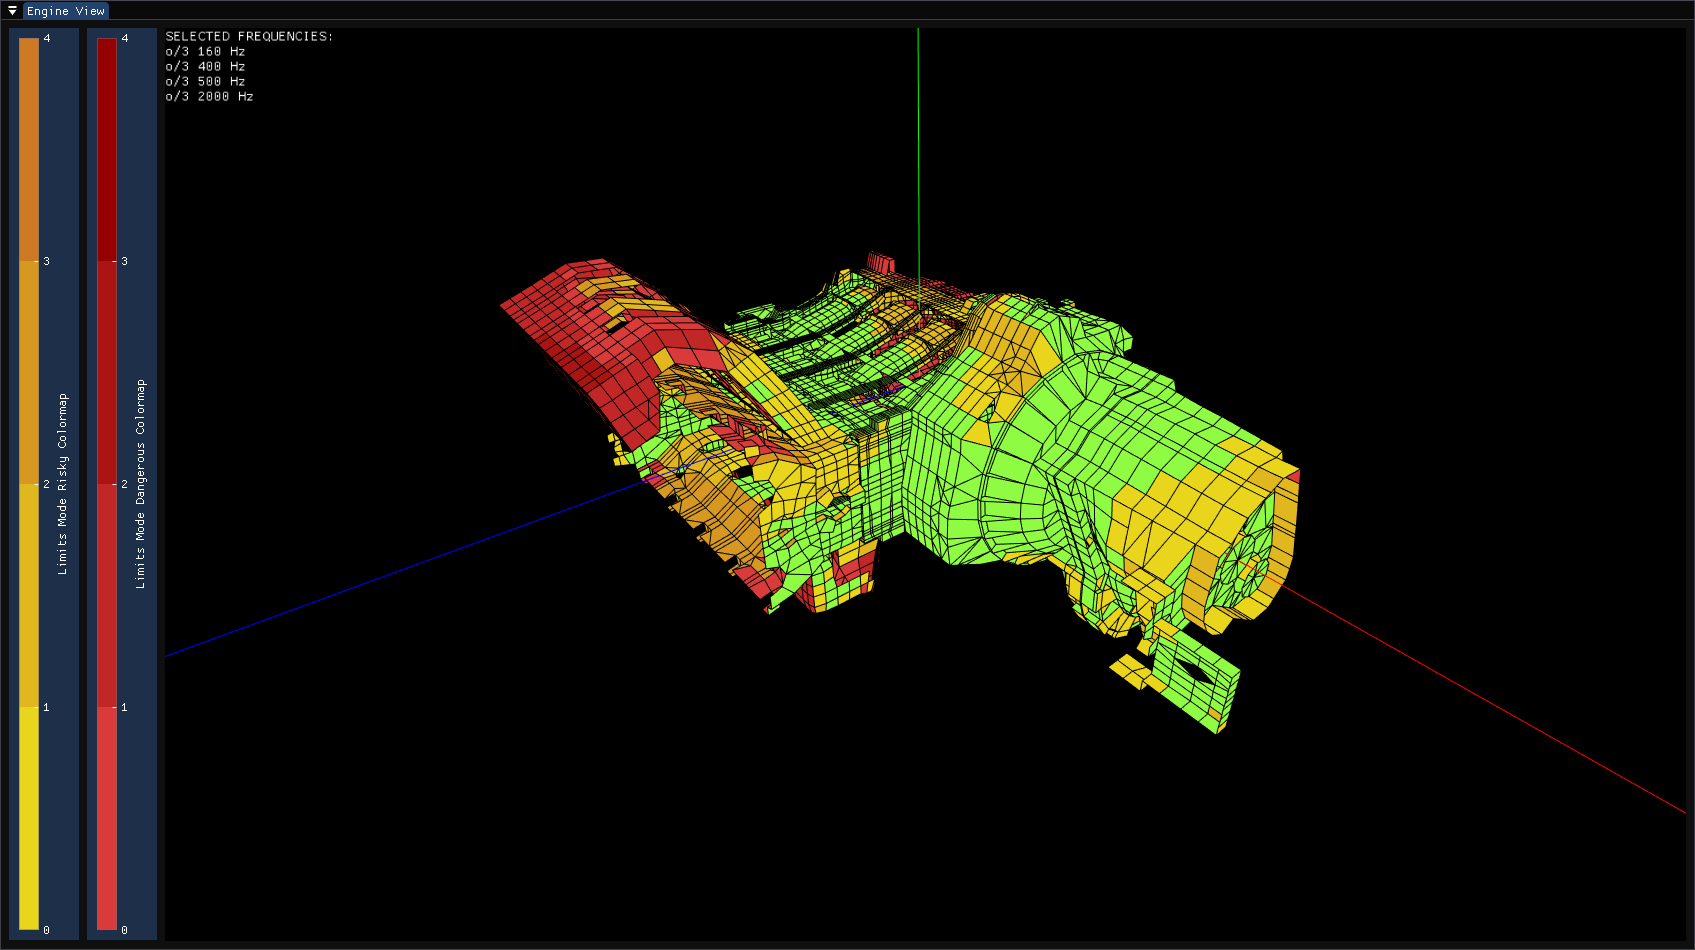 Engine View
SELECTED FREQUENCIES:
o/3 160 Hz
o/3 400 Hz
o/3 500 Hz
o/3 2000 Hz
4
3
2
1
0
Limits Mode Risky Colormap
4
3
2
1
0
Limits Mode Dangerous Colormap